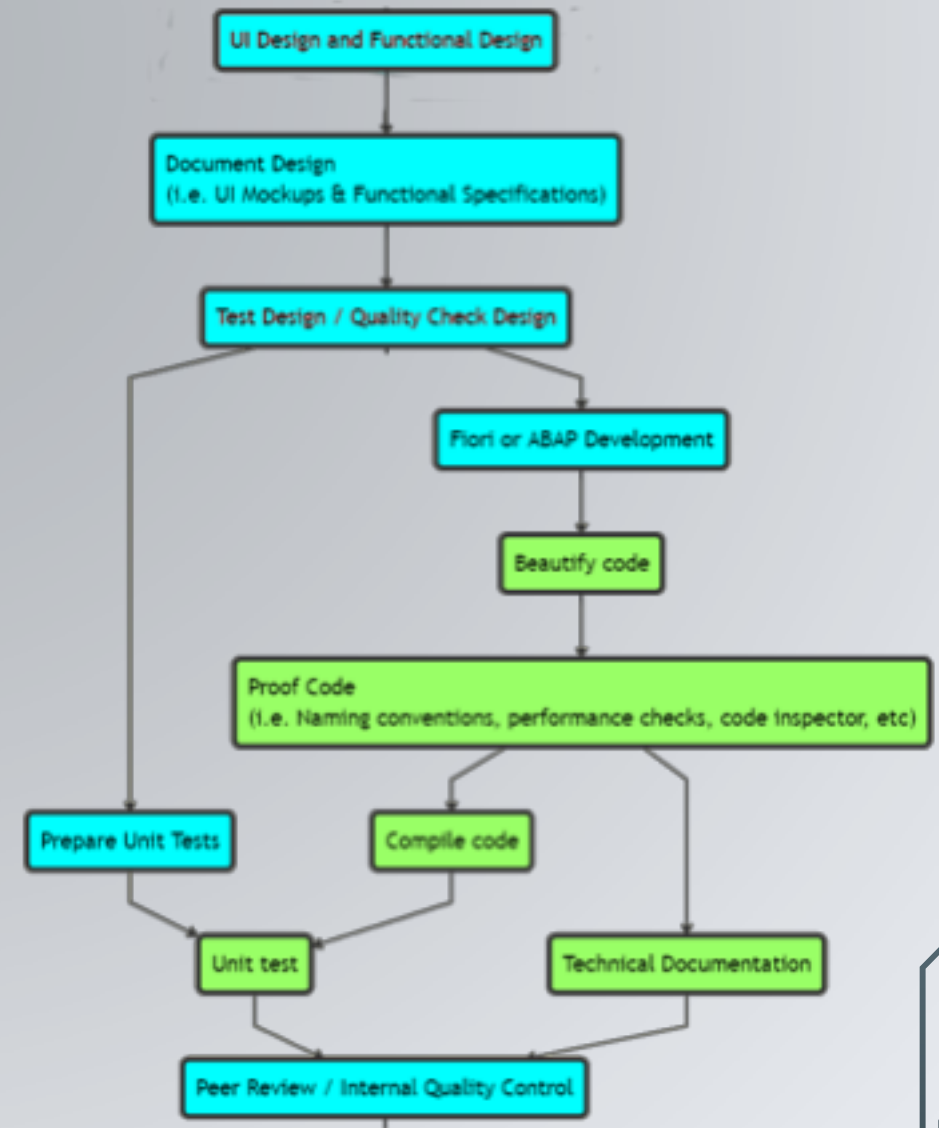 UI Design and Functional Design
Document Design
(i.e. UI Mockups & Functional Specifications)
Test Design / Quality Check Design
Fiori or ABAP Development
Beautify code
Proof Code
(i.e. Naming conventions, performance checks, code inspector, etc)
Prepare Unit Tests
Compile code
Unit test
Technical Documentation
Peer Review / Internal Quality Control